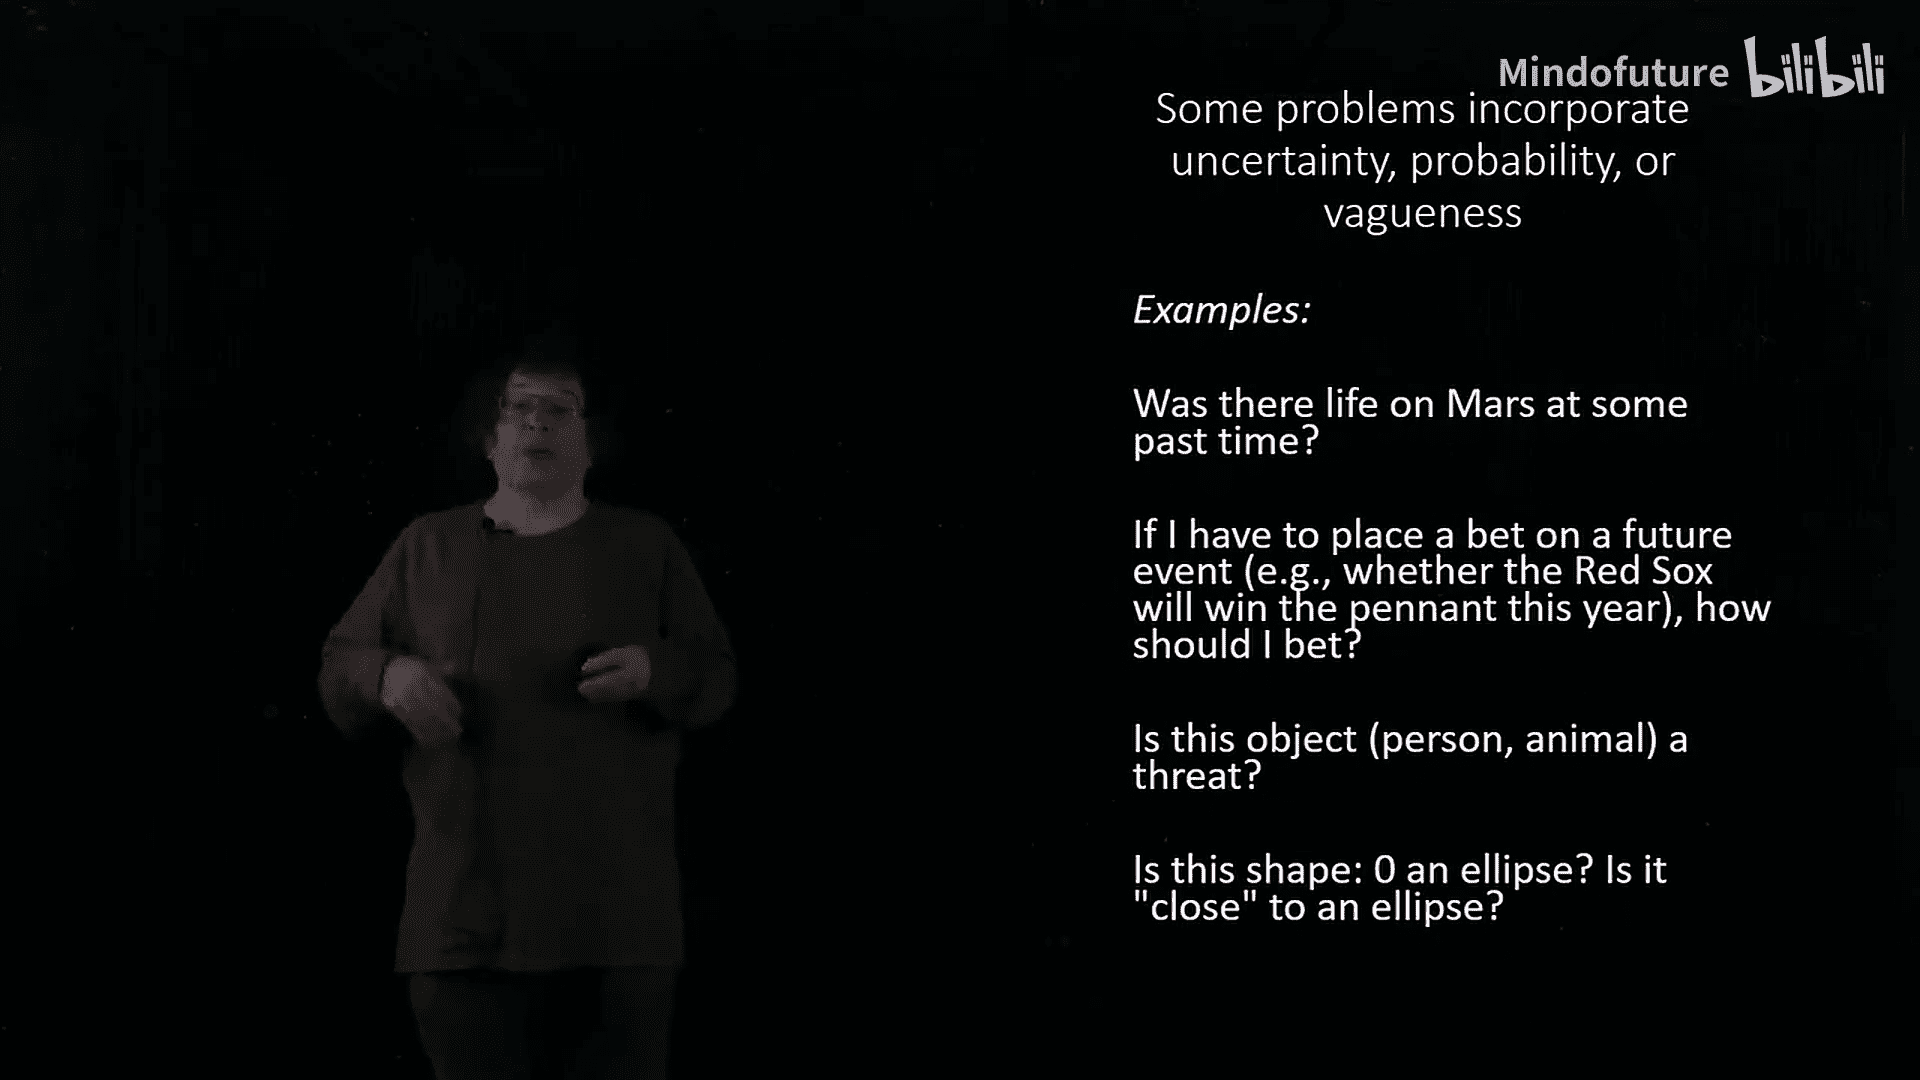 Mindofuture bilibili
Some problems incorporate
uncertainty, probability, or
vagueness
Examples:
Was there life on Mars at some
past time?
If I have to place a bet on a future
event (e.g., whether the Red Sox
will win the pennant this year), how
should I bet?
Is this object (person, animal) a
threat?
Is this shape: 0 an ellipse? Is it
"close" to an ellipse?